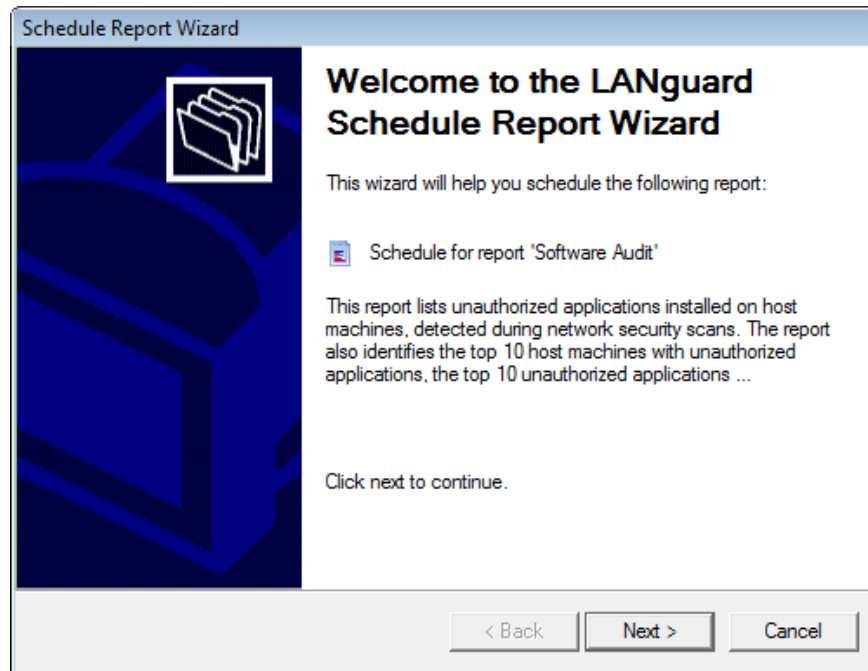 Schedule Report Wizard
Welcome to the LANguard
Schedule Report Wizard
This wizard will help you schedule the following report:
Schedule for report 'Software Audit'
This report lists unauthorized applications installed on host
machines, detected during network security scans. The report
also identifies the top 10 host machines with unauthorized
applications, the top 10 unauthorized applications ...
Click next to continue.
< Back
Next >
Cancel